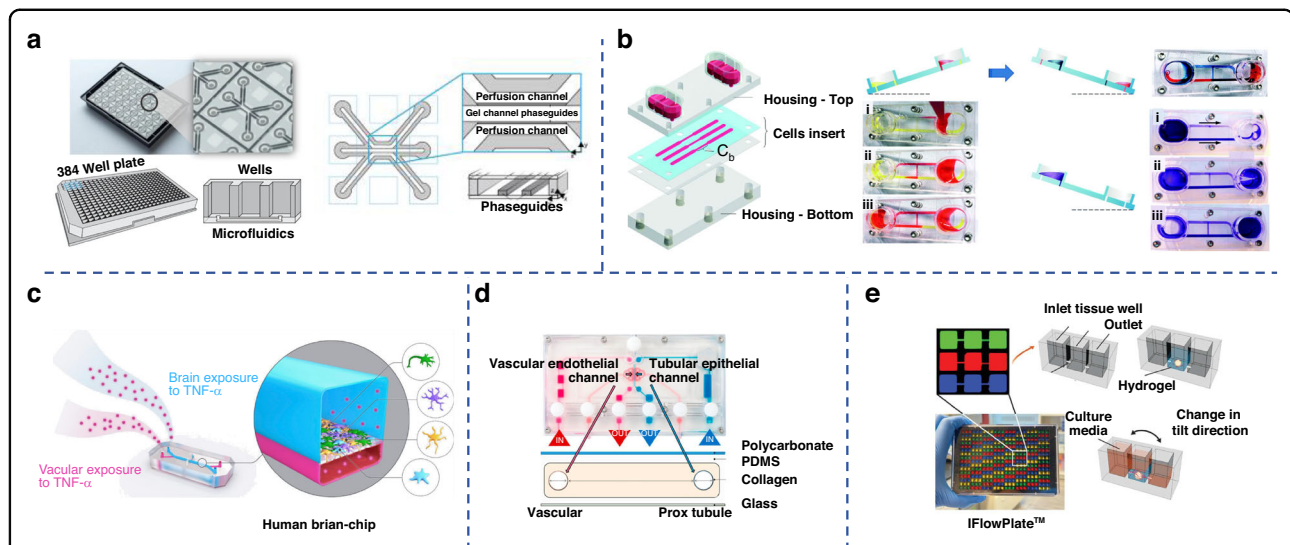 a
384 Well plate
Wells
Microfluidics
Perfusion channel
Gel channel phaseguides
Perfusion channel
Phaseguides
b
Housing - Top
Cells insert
C_b
Housing - Bottom
i
ii
iii
i
ii
iii
c
Brain exposure
to TNF-α
Vacular exposure
to TNF-α
Human brian-chip
d
Vascular endothelial
channel
Tubular epithelial
channel
IN
OUT
OUT
IN
Polycarbonate
PDMS
Collagen
Glass
Vascular
Prox tubule
e
Inlet tissue well
Outlet
Hydrogel
Culture
media
Change in
tilt direction
IFlowPlate™